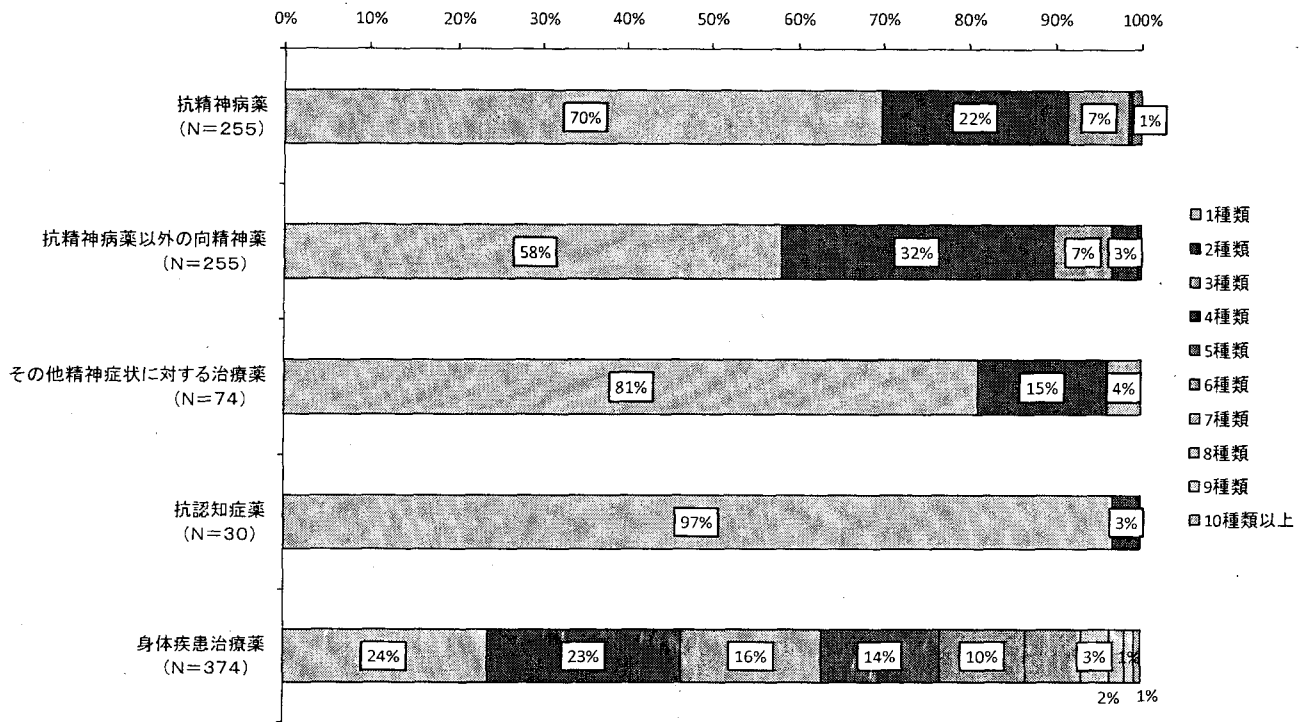 0% 10% 20% 30% 40% 50% 60% 70% 80% 90% 100%
抗精神病薬
(N=255)
70% 22% 7% 1%
抗精神病薬以外の向精神薬
(N=255)
58% 32% 7% 3%
その他精神症状に対する治療薬
(N=74)
81% 15% 4%
抗認知症薬
(N=30)
97% 3%
身体疾患治療薬
(N=374)
24% 23% 16% 14% 10% 3% 1%
2% 1%
1種類
2種類
3種類
4種類
5種類
6種類
7種類
8種類
9種類
10種類以上